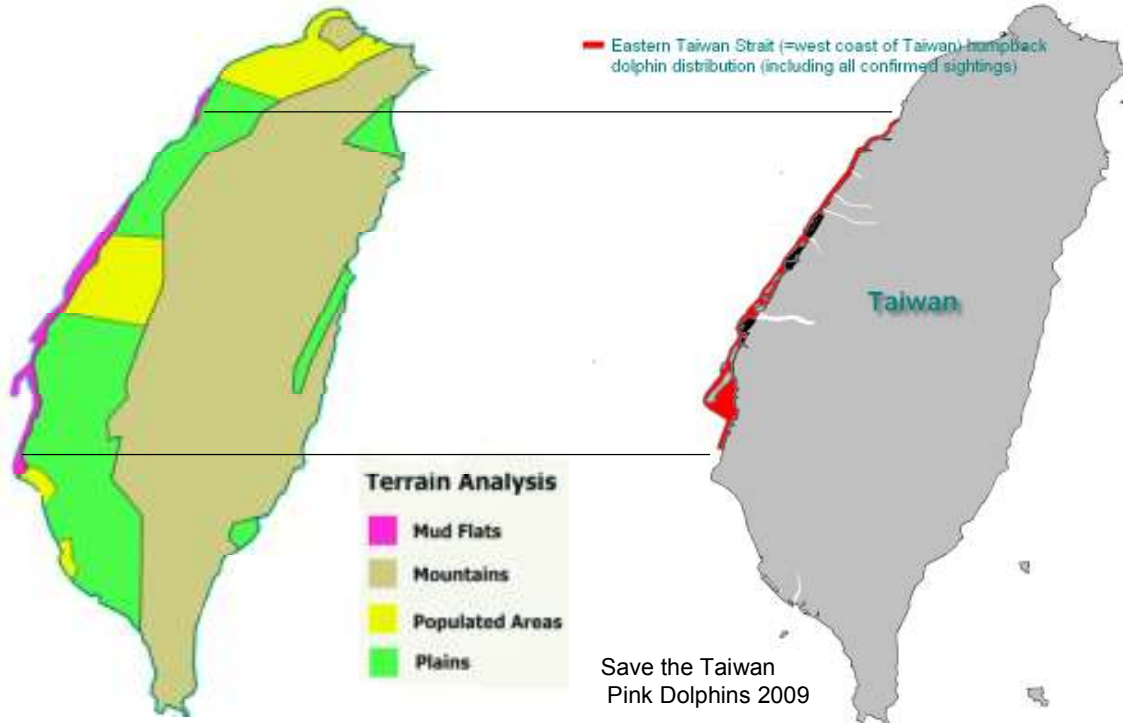 Eastern Taiwan Strait (=west coast of Taiwan) humpback
dolphin distribution (including all confirmed sightings)
Taiwan
Terrain Analysis
Mud Flats
Mountains
Populated Areas
Plains
Save the Taiwan
Pink Dolphins 2009